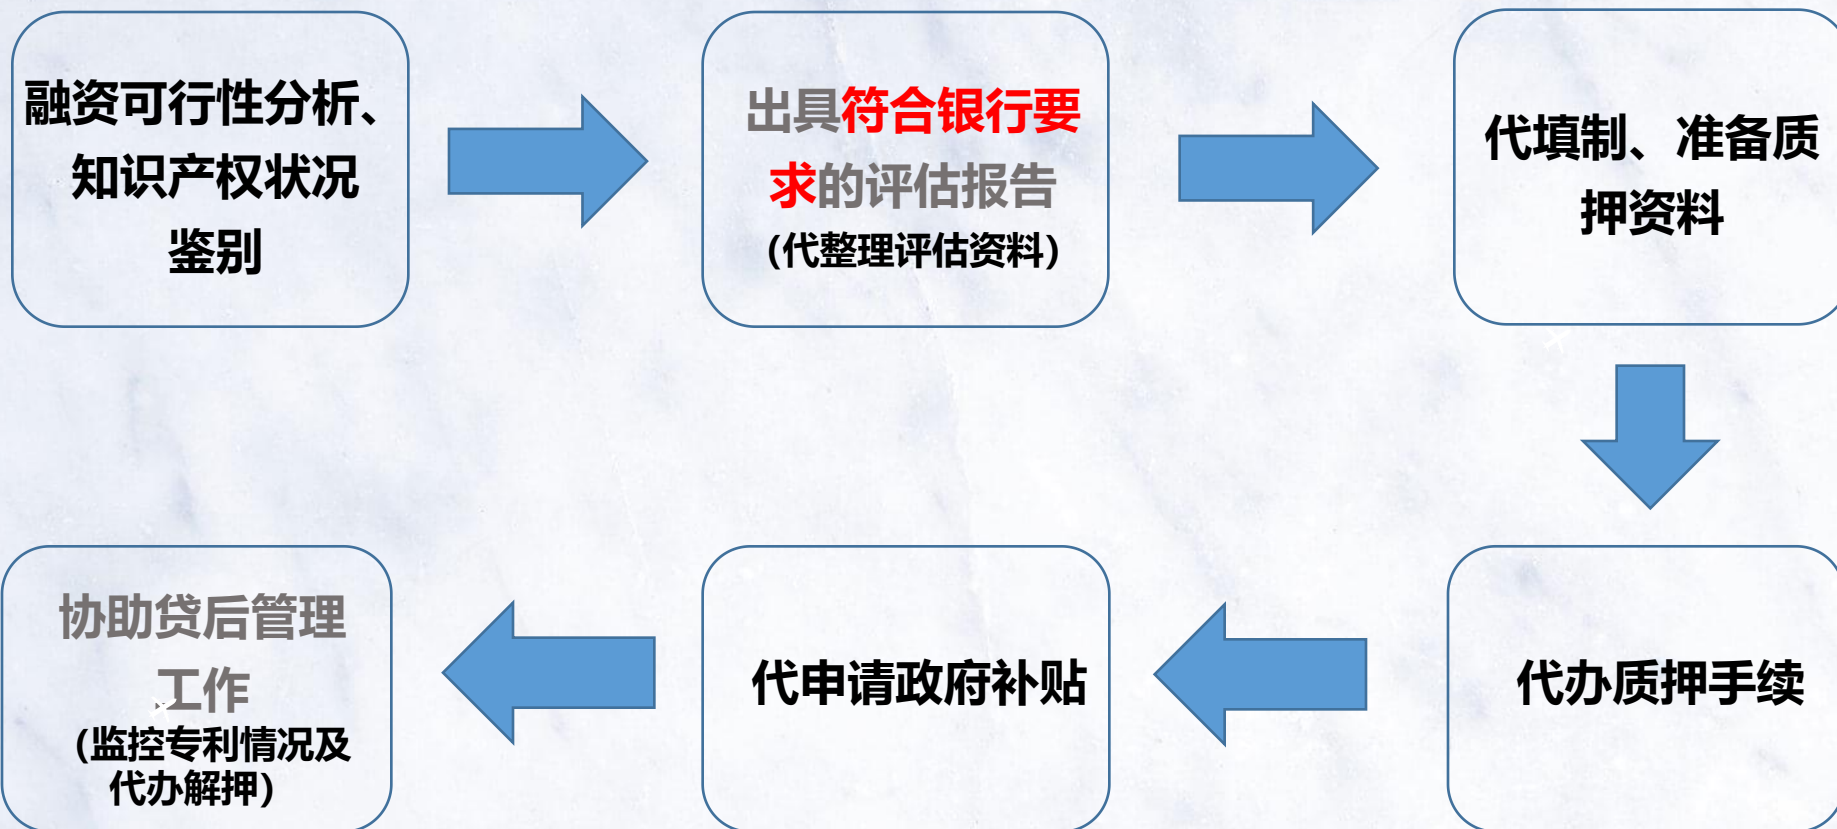 融资可行性分析、
知识产权状况
鉴别
出具符合银行要
求的评估报告
(代整理评估资料)
代填制、准备质
押资料
代办质押手续
代申请政府补贴
协助贷后管理
工作
(监控专利情况及
代办解押)